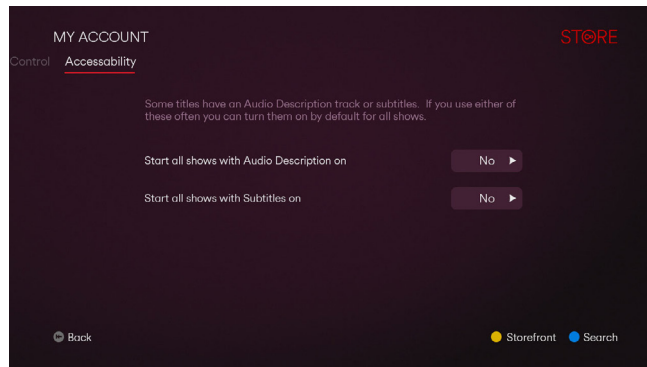 MY ACCOUNT
STORE
Control Accessability
Some titles have an Audio Description track or subtitles. If you use either of
these often you can turn them on by default for all shows.
Start all shows with Audio Description on No
Start all shows with Subtitles on No
Back Storefront Search